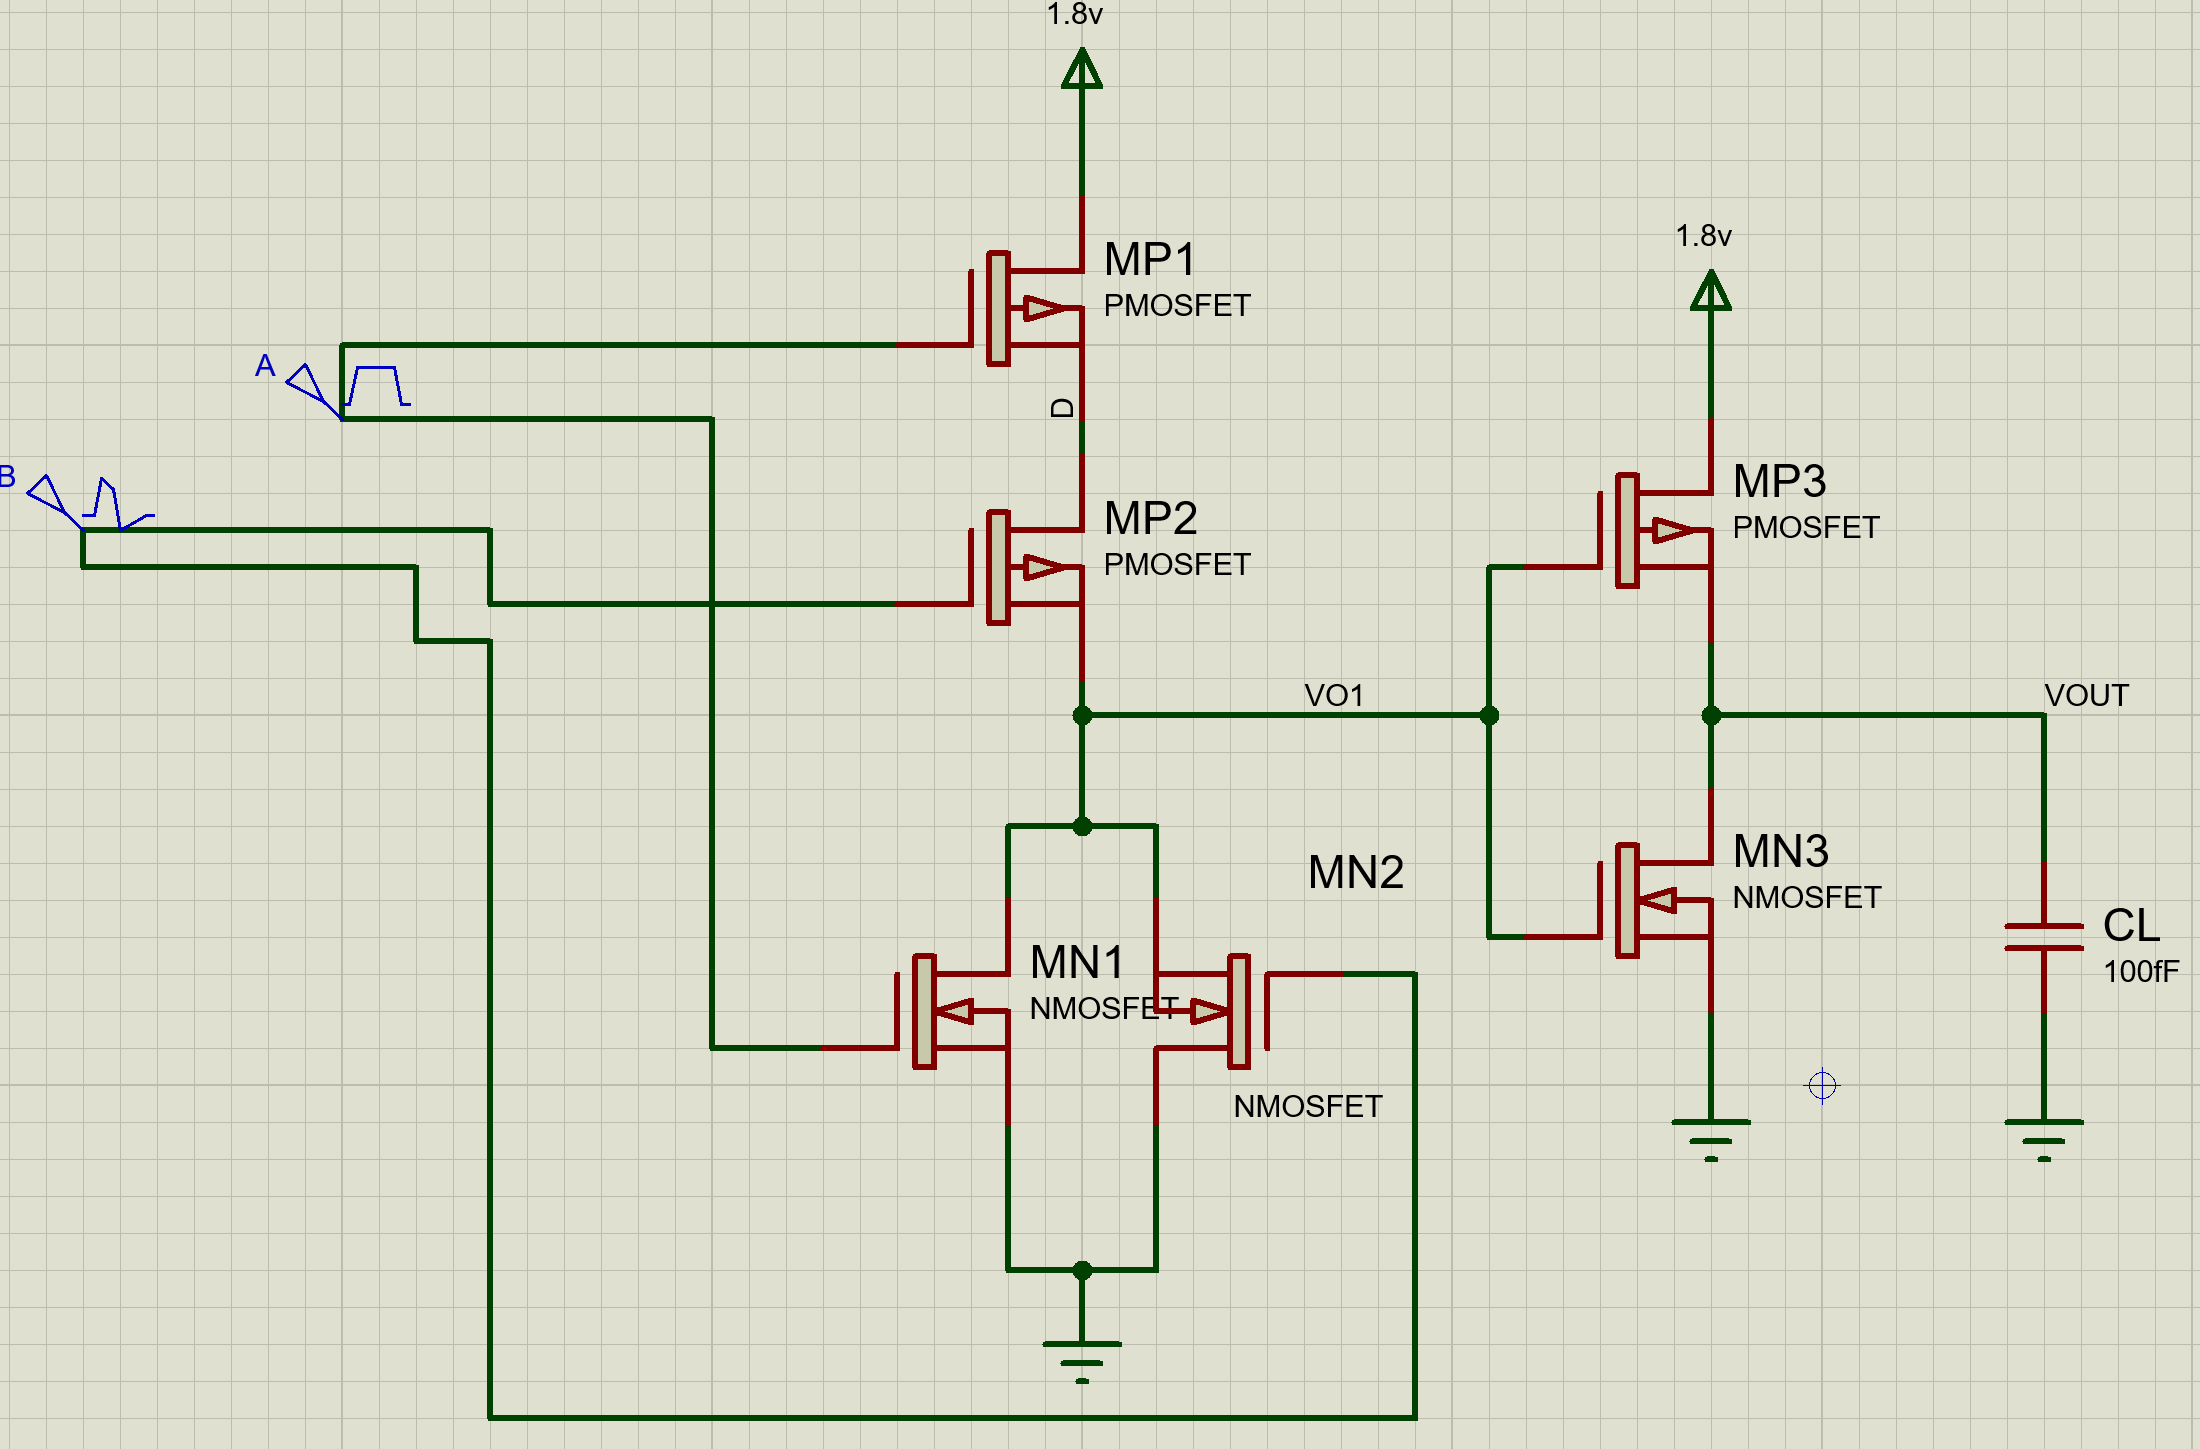 1.8v
1.8v
MP1
PMOSFET
A
D
B
MP3
PMOSFET
MP2
PMOSFET
VO1
VOUT
MN2
MN3
NMOSFET
MN1
NMOSFET
CL
100fF
NMOSFET